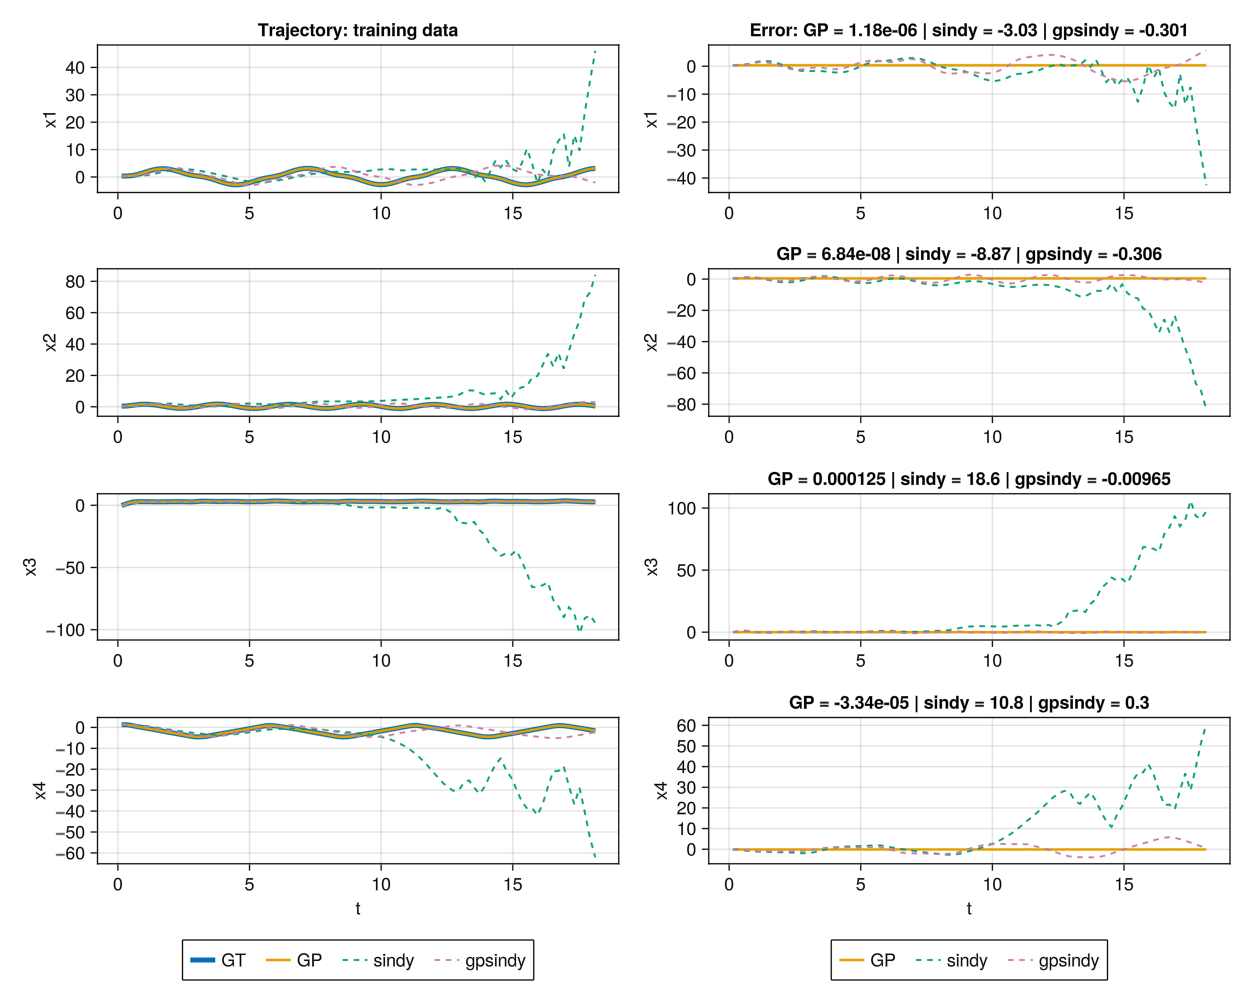 Trajectory: training data
x1
40
30
20
10
0
0 5 10 15
Error: GP = 1.18e-06 | sindy = -3.03 | gpsindy = -0.301
x1
0
−10
−20
−30
−40
0 5 10 15
x2
80
60
40
20
0
0 5 10 15
GP = 6.84e-08 | sindy = -8.87 | gpsindy = -0.306
x2
0
−20
−40
−60
−80
0 5 10 15
x3
0
−50
−100
0 5 10 15
GP = 0.000125 | sindy = 18.6 | gpsindy = -0.00965
x3
100
50
0
0 5 10 15
x4
0
−10
−20
−30
−40
−50
−60
0 5 10 15
t
GP = -3.34e-05 | sindy = 10.8 | gpsindy = 0.3
x4
60
50
40
30
20
10
0
0 5 10 15
t
GT GP sindy gpsindy
GP sindy gpsindy